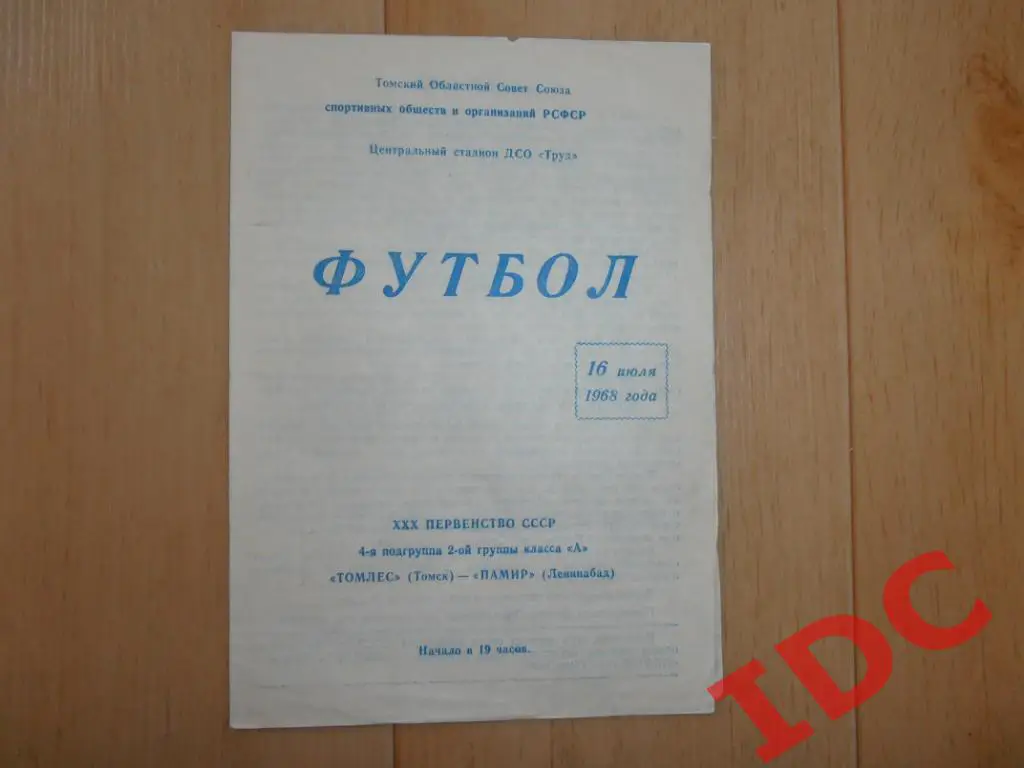 Томский Областной Совет Союза
спортивных обществ и организаций РСФСР
Центральный стадион ДСО «Труд»
ФУТБОЛ
16 июля
1968 года
XXX ПЕРВЕНСТВО СССР
4-я подгруппа 2-ой группы класса «А»
«ТОМЛЕС» (Томск) — «ПАМИР» (Ленинабад)
Начало в 19 часов.
IDC